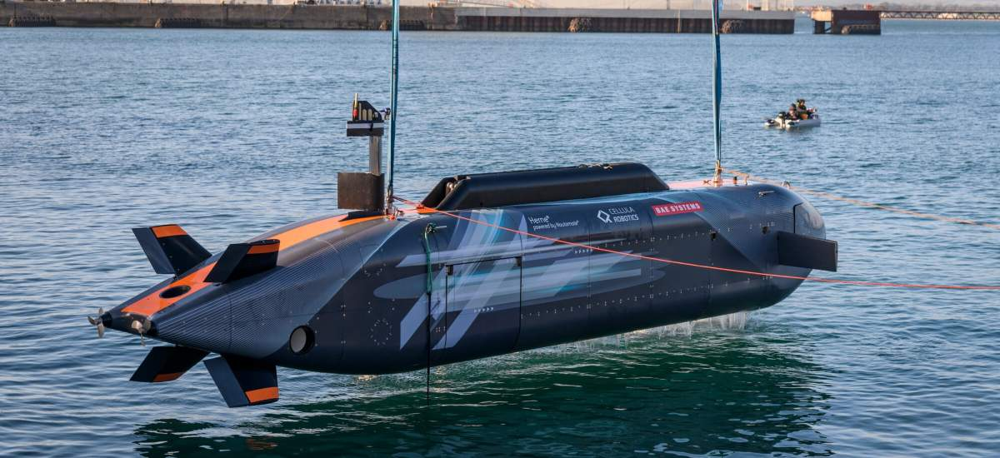 Herne®
powered by Nautomate®
CELLULA
ROBOTICS
BAE SYSTEMS